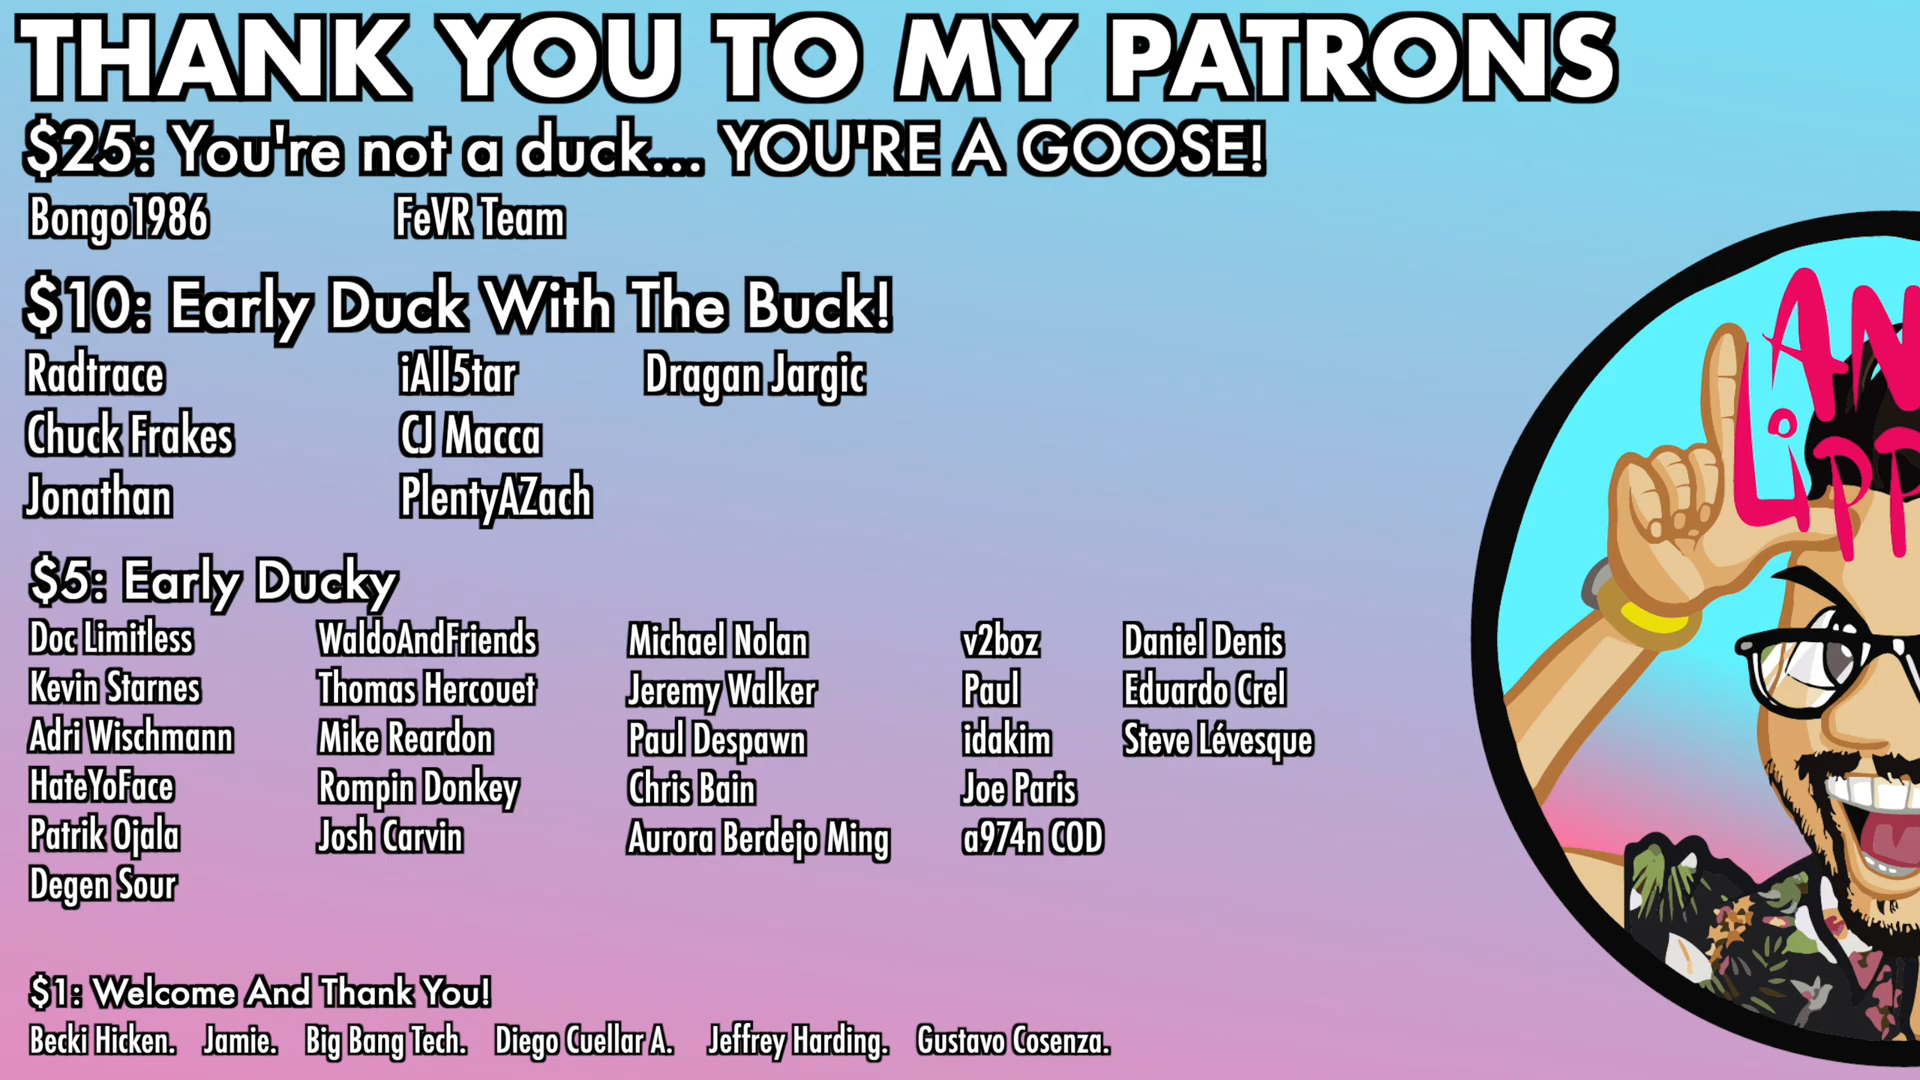 THANK YOU TO MY PATRONS
$25: You're not a duck... YOU'RE A GOOSE!
Bongo1986 FeVR Team
$10: Early Duck With The Buck!
Radtrace iAll5tar Dragan Jargic
Chuck Frakes CJ Macca
Jonathan PlentyAZach
$5: Early Ducky
Doc Limitless WaldoAndFriends Michael Nolan v2boz Daniel Denis
Kevin Starnes Thomas Hercouet Jeremy Walker Paul Eduardo Crel
Adri Wischmann Mike Reardon Paul Despawn idakim Steve Lévesque
HateYoFace Rompin Donkey Chris Bain Joe Paris
Patrik Ojala Josh Carvin Aurora Berdejo Ming a974n COD
Degen Sour
$1: Welcome And Thank You!
Becki Hicken. Jamie. Big Bang Tech. Diego Cuellar A. Jeffrey Harding. Gustavo Cosenza.